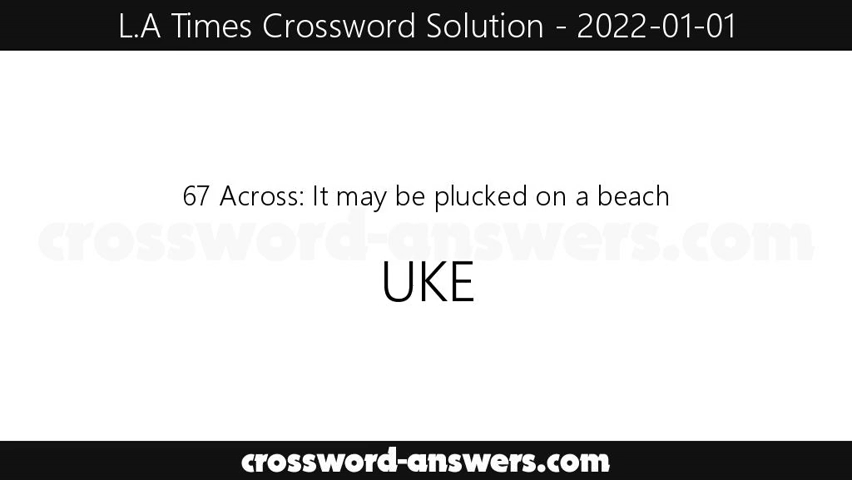 L.A Times Crossword Solution - 2022-01-01
67 Across: It may be plucked on a beach
crossword-answers.com
UKE
crossword-answers.com